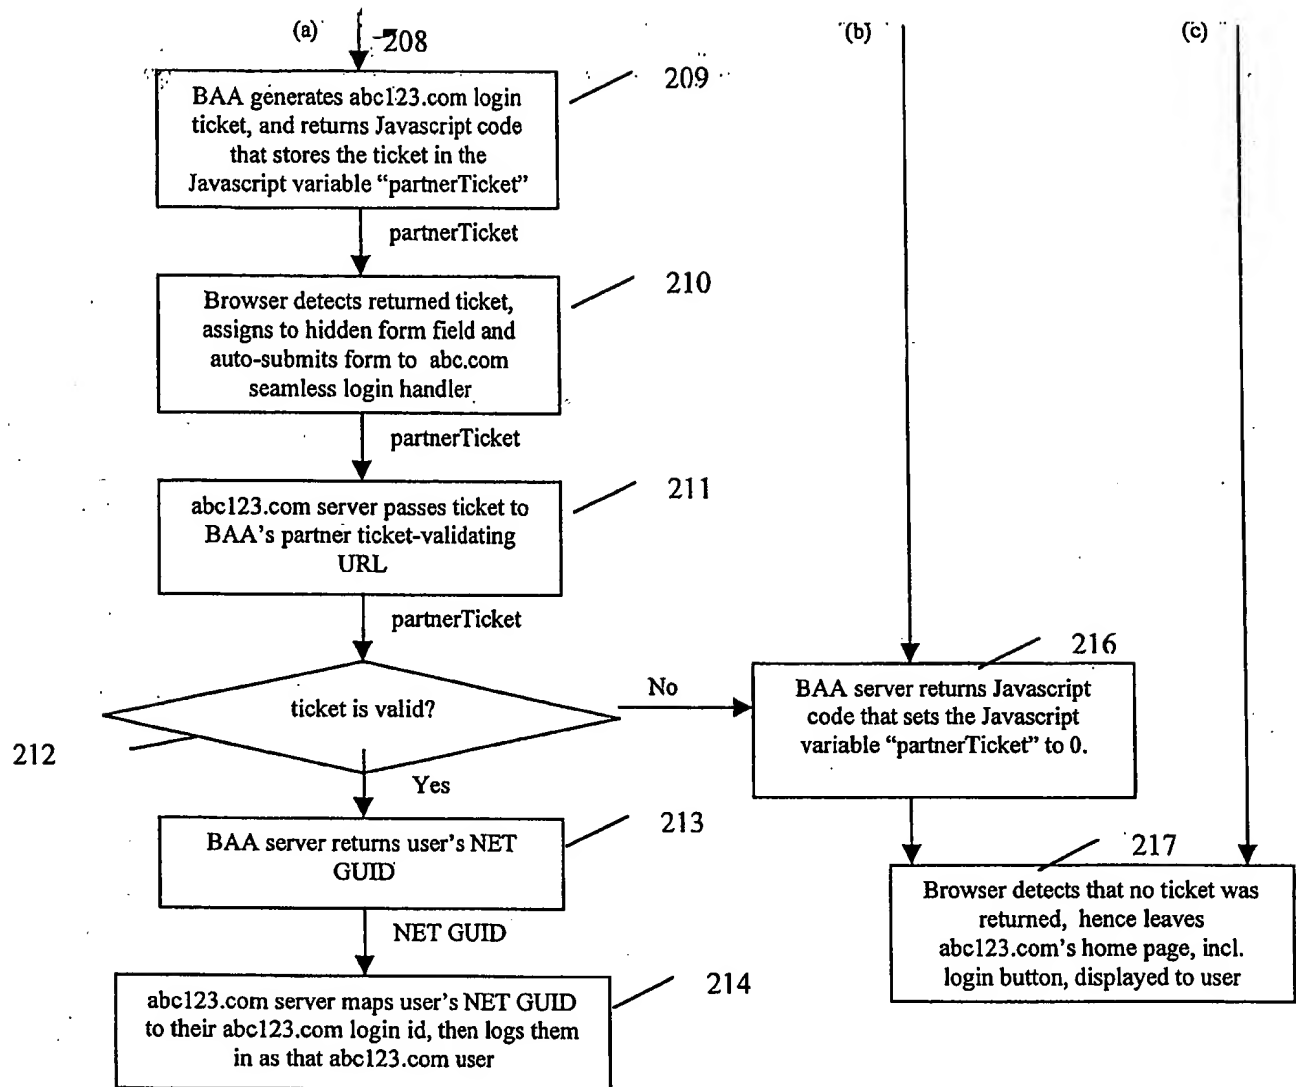 (a)
208
(b)
(c)
209
BAA generates abc123.com login
ticket, and returns Javascript code
that stores the ticket in the
Javascript variable “partnerTicket”
partnerTicket
210
Browser detects returned ticket,
assigns to hidden form field and
auto-submits form to abc.com
seamless login handler
partnerTicket
211
abc123.com server passes ticket to
BAA’s partner ticket-validating
URL
partnerTicket
ticket is valid?
212
No
Yes
216
BAA server returns Javascript
code that sets the Javascript
variable “partnerTicket” to 0.
213
BAA server returns user’s NET
GUID
NET GUID
217
Browser detects that no ticket was
returned, hence leaves
abc123.com’s home page, incl.
login button, displayed to user
214
abc123.com server maps user’s NET GUID
to their abc123.com login id, then logs them
in as that abc123.com user